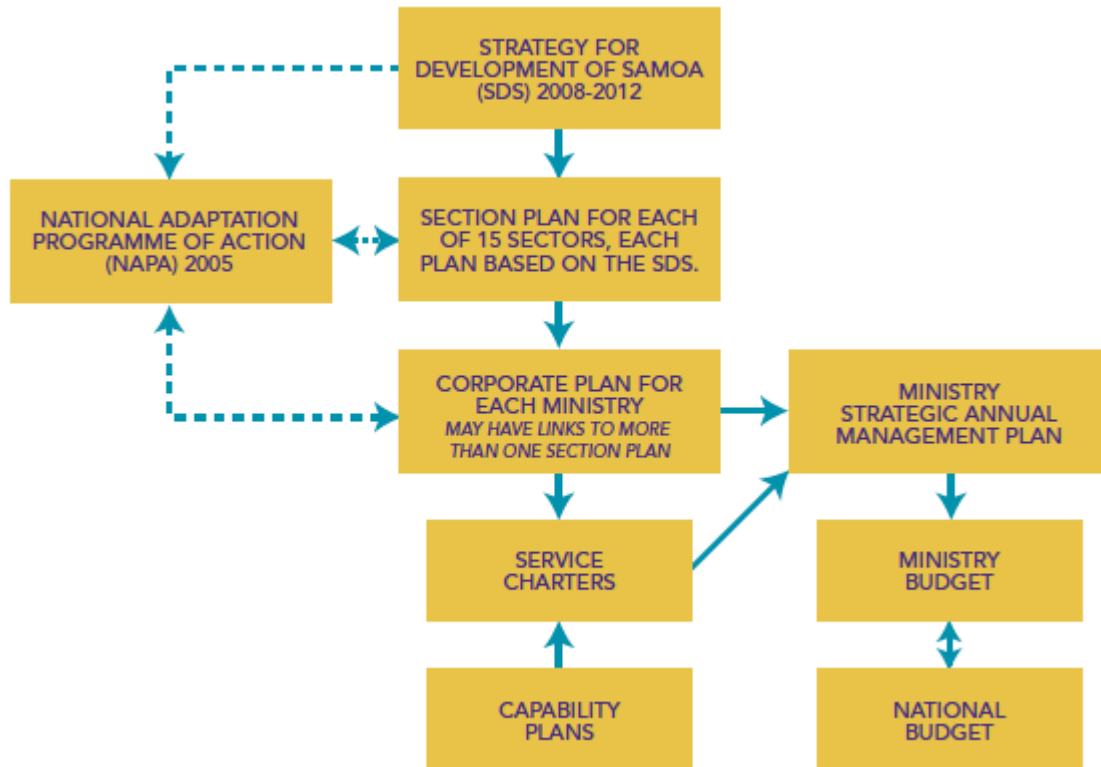 STRATEGY FOR
DEVELOPMENT OF SAMOA
(SDS) 2008-2012
NATIONAL ADAPTATION
PROGRAMME OF ACTION
(NAPA) 2005
SECTION PLAN FOR EACH
OF 15 SECTORS, EACH
PLAN BASED ON THE SDS.
CORPORATE PLAN FOR
EACH MINISTRY
MAY HAVE LINKS TO MORE
THAN ONE SECTION PLAN
MINISTRY
STRATEGIC ANNUAL
MANAGEMENT PLAN
SERVICE
CHARTERS
MINISTRY
BUDGET
CAPABILITY
PLANS
NATIONAL
BUDGET